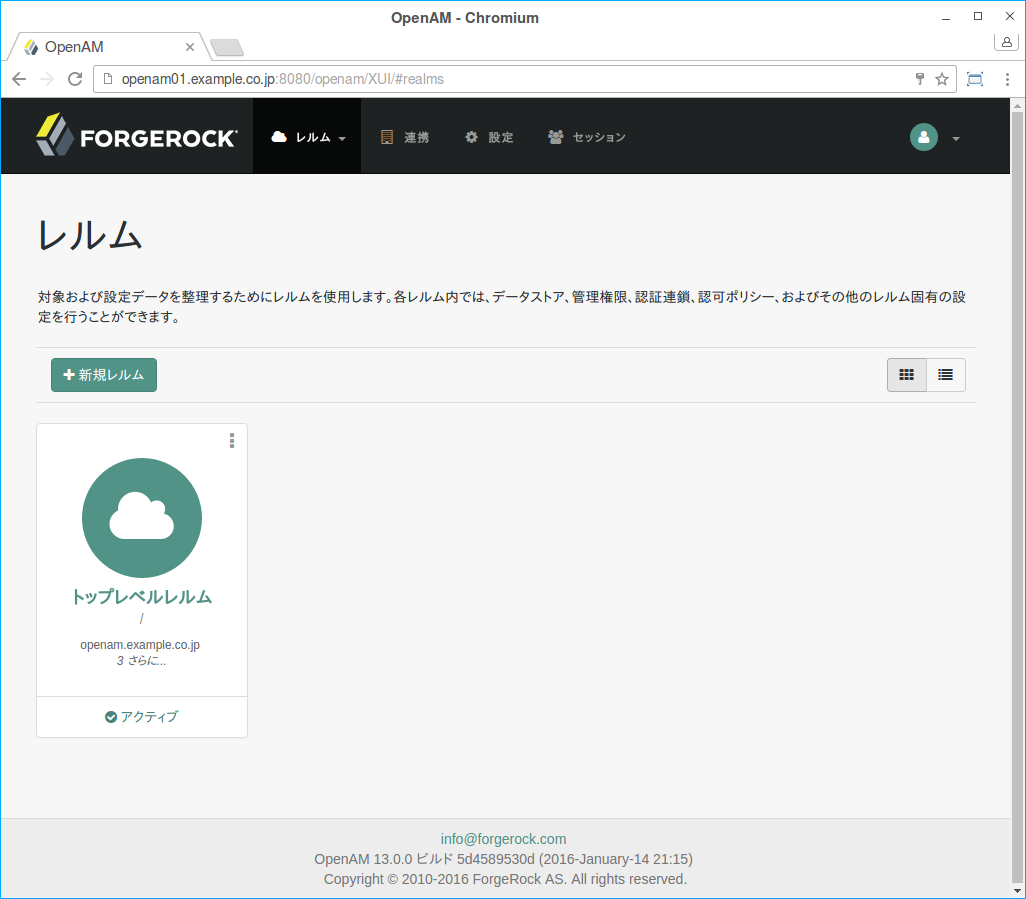 OpenAM - Chromium
OpenAM
openam01.example.co.jp:8080/openam/XUI/#realms
FORGEROCK レルム 連携 設定 セッション
レルム
対象および設定データを整理するためにレルムを使用します。各レルム内では、データストア、管理権限、認証連鎖、認可ポリシー、およびその他のレルム固有の設
定を行うことができます。
新規レルム
トップレベルレルム
/
openam.example.co.jp
3 さらに...
アクティブ
info@forgerock.com
OpenAM 13.0.0 ビルド 5d4589530d (2016-January-14 21:15)
Copyright © 2010-2016 ForgeRock AS. All rights reserved.